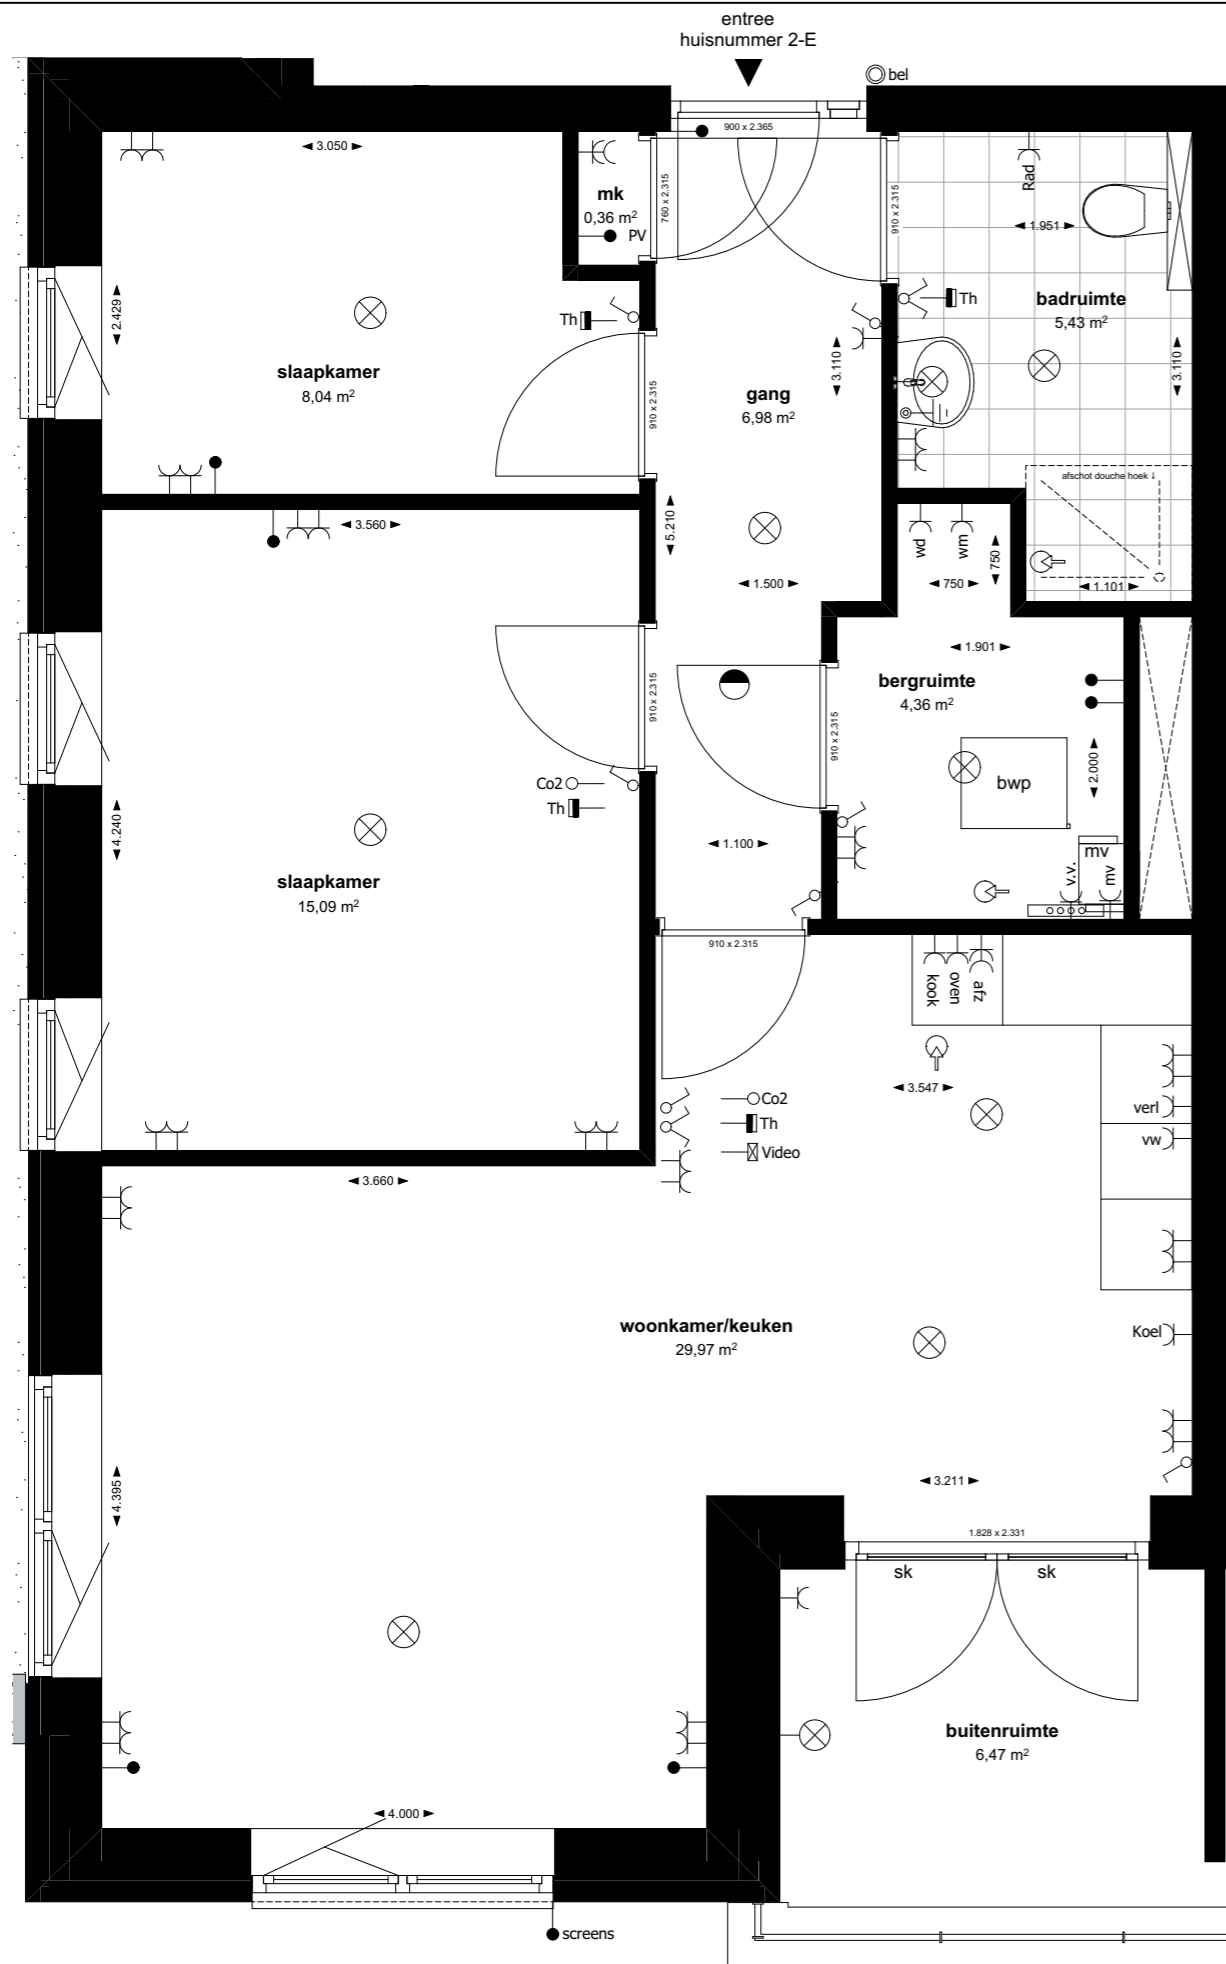 entree
huisnummer 2-E
bel
900 x 2.365
3.050
mk
0,36 m²
PV
760 x 2.315
910 x 2.315
Rad
1.951
badruimte
5,43 m²
Th
2.429
Th
slaapkamer
8,04 m²
910 x 2.315
gang
6,98 m²
3.110
3.110
afschot douche hoek
3.560
5.210
1.500
wd
wm
750
750
1.101
1.901
bergruimte
4,36 m²
910 x 2.315
910 x 2.315
2.000
bwp
Co2
Th
4.240
slaapkamer
15,09 m²
1.100
mv
v.v.
mv
910 x 2.315
kook
oven
afz
3.547
Co2
Th
Video
verl
vw
3.660
woonkamer/keuken
29,97 m²
Koel
4.395
3.211
1.828 x 2.331
sk
sk
buitenruimte
6,47 m²
4.000
screens